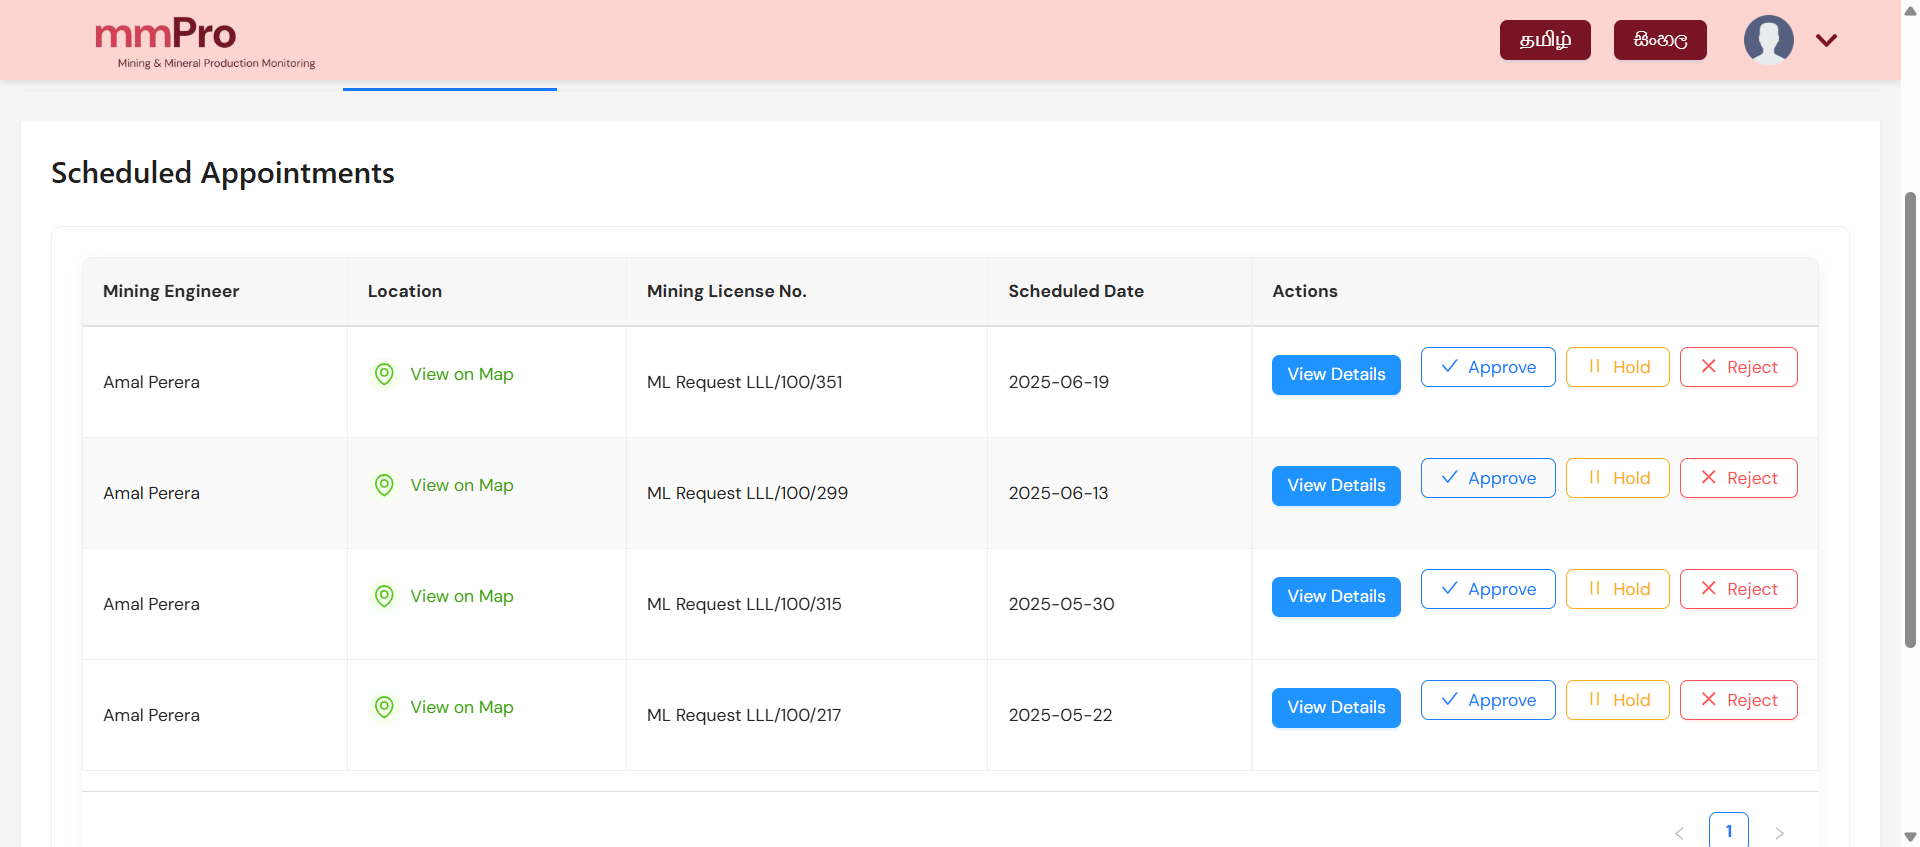 mmPro
Mining & Mineral Production Monitoring
தமிழ்
සිංහල
Scheduled Appointments
Mining Engineer Location Mining License No. Scheduled Date Actions
Amal Perera View on Map ML Request LLL/100/351 2025-06-19 View Details Approve Hold Reject
Amal Perera View on Map ML Request LLL/100/299 2025-06-13 View Details Approve Hold Reject
Amal Perera View on Map ML Request LLL/100/315 2025-05-30 View Details Approve Hold Reject
Amal Perera View on Map ML Request LLL/100/217 2025-05-22 View Details Approve Hold Reject
1